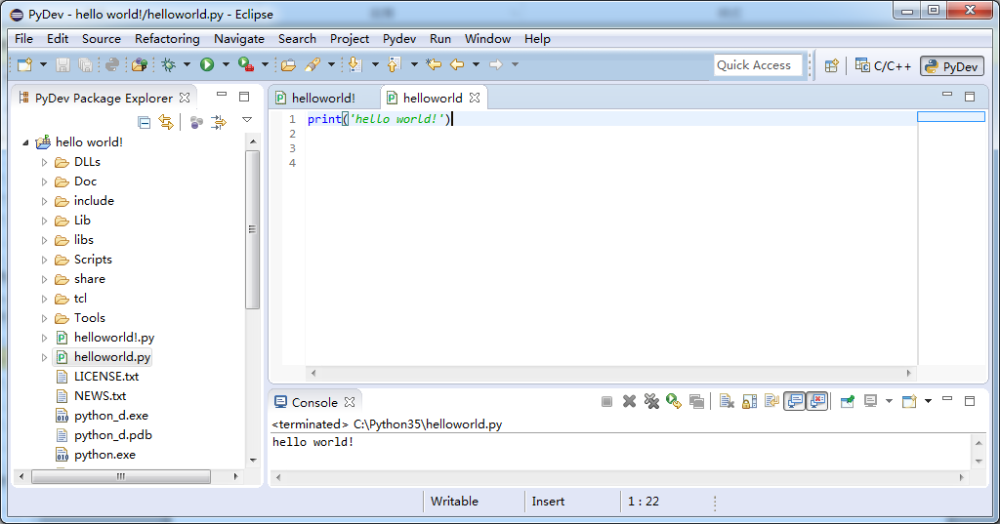 PyDev - hello world!/helloworld.py - Eclipse
File Edit Source Refactoring Navigate Search Project Pydev Run Window Help
Quick Access
C/C++
PyDev
PyDev Package Explorer
hello world!
DLLs
Doc
include
Lib
libs
Scripts
share
tcl
Tools
helloworld!.py
helloworld.py
LICENSE.txt
NEWS.txt
python_d.exe
python_d.pdb
python.exe
helloworld!
helloworld
1 print('hello world!')
2
3
4
Console
<terminated> C:\Python35\helloworld.py
hello world!
Writable
Insert
1 : 22